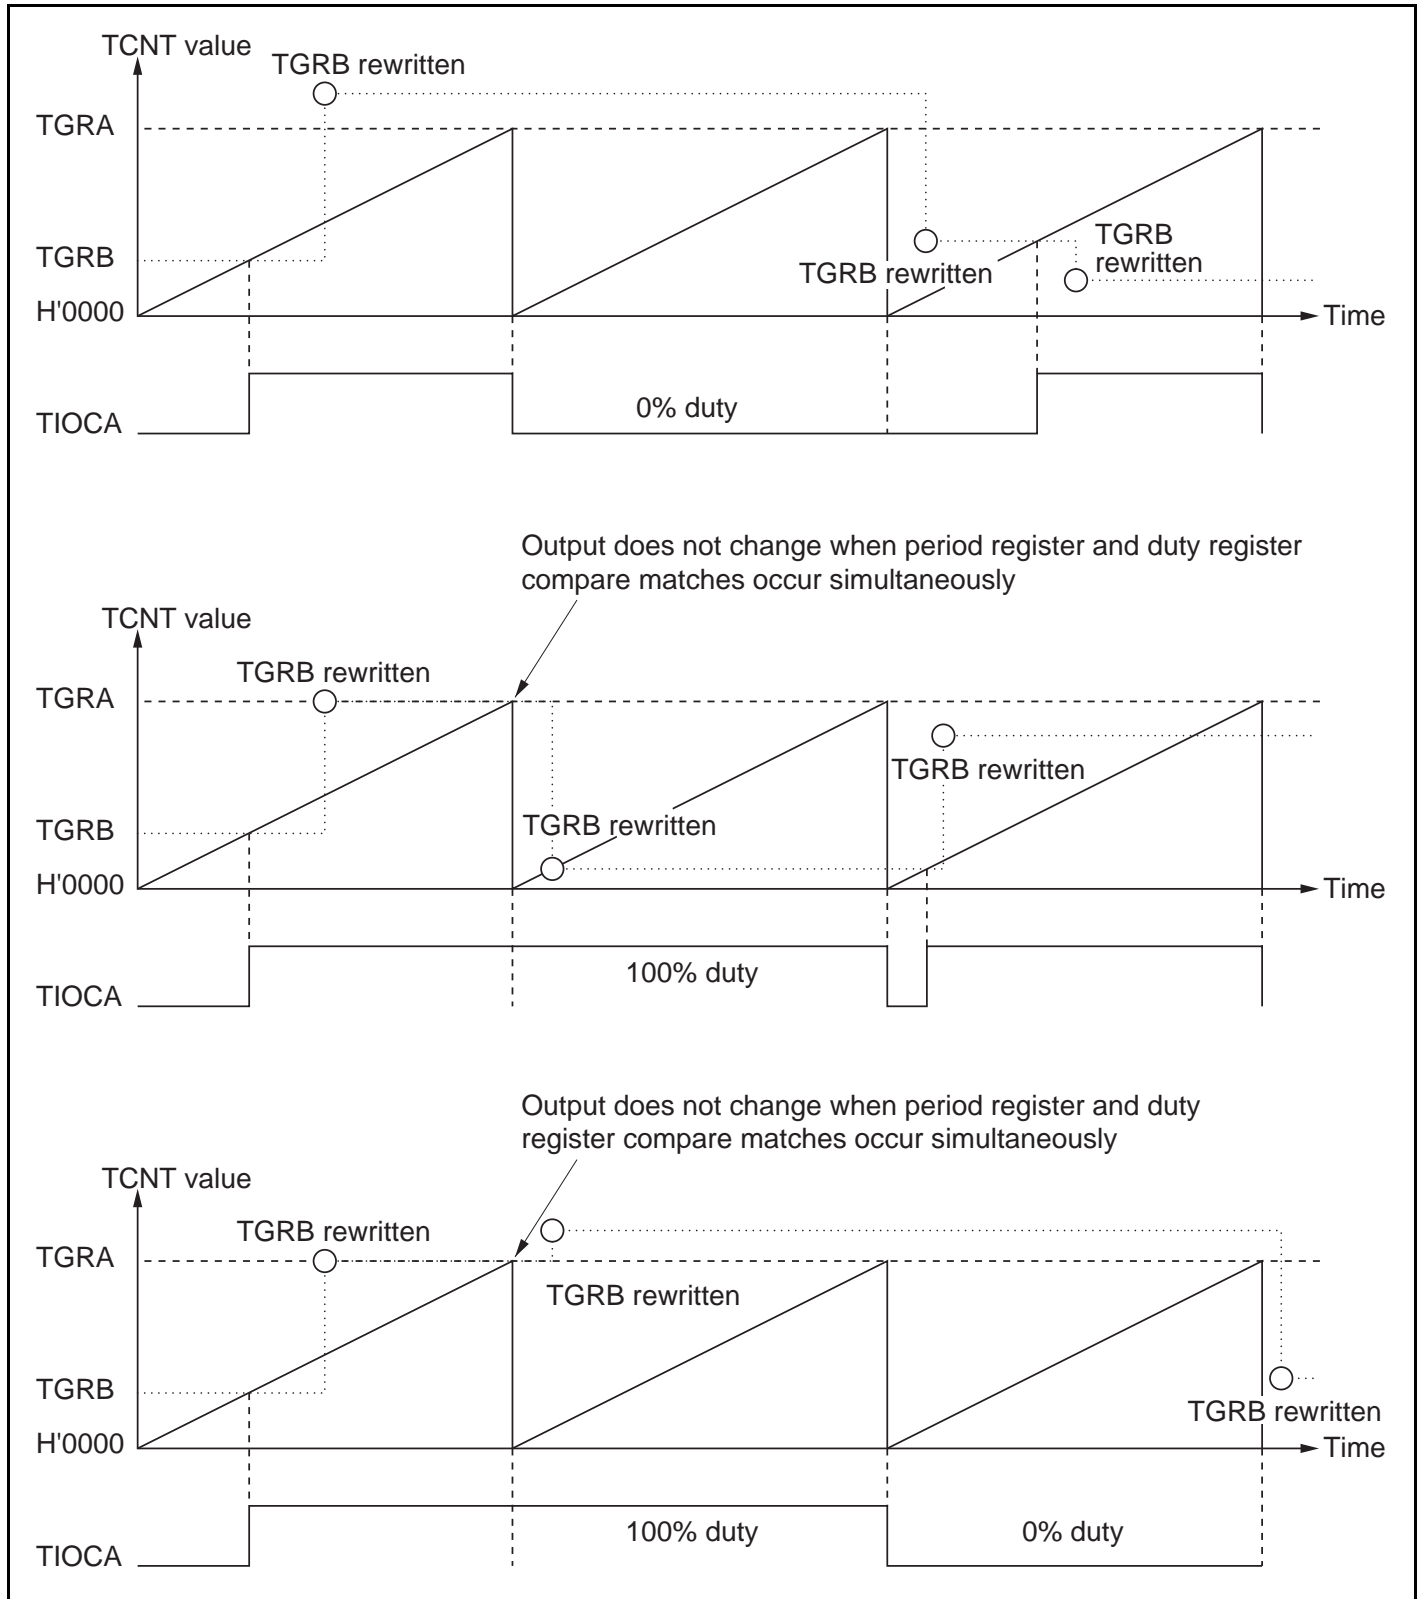 TCNT value
TGRB rewritten
TGRA
TGRB
rewritten
TGRB
TGRB rewritten
H'0000
Time
0% duty
TIOCA
Output does not change when period register and duty register
compare matches occur simultaneously
TCNT value
TGRB rewritten
TGRA
TGRB rewritten
TGRB rewritten
TGRB
H'0000
Time
100% duty
TIOCA
Output does not change when period register and duty
register compare matches occur simultaneously
TCNT value
TGRB rewritten
TGRA
TGRB rewritten
TGRB
TGRB rewritten
H'0000
Time
100% duty
0% duty
TIOCA